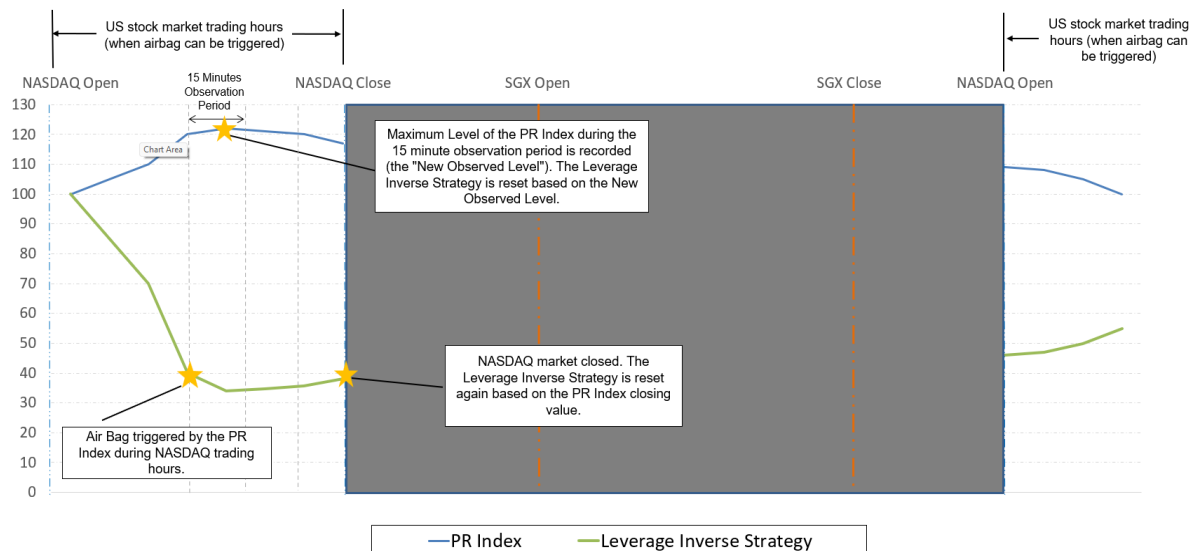 US stock market trading hours
(when airbag can be triggered)
US stock market trading
hours (when airbag can
be triggered)
NASDAQ Open
15 Minutes
Observation
Period
NASDAQ Close
SGX Open
SGX Close
NASDAQ Open
130
120
110
100
90
80
70
60
50
40
30
20
10
0
Chart Area
Maximum Level of the PR Index during the
15 minute observation period is recorded
(the "New Observed Level"). The Leverage
Inverse Strategy is reset based on the New
Observed Level.
NASDAQ market closed. The
Leverage Inverse Strategy is reset
again based on the PR Index closing
value.
Air Bag triggered by the PR
Index during NASDAQ trading
hours.
PR Index
Leverage Inverse Strategy